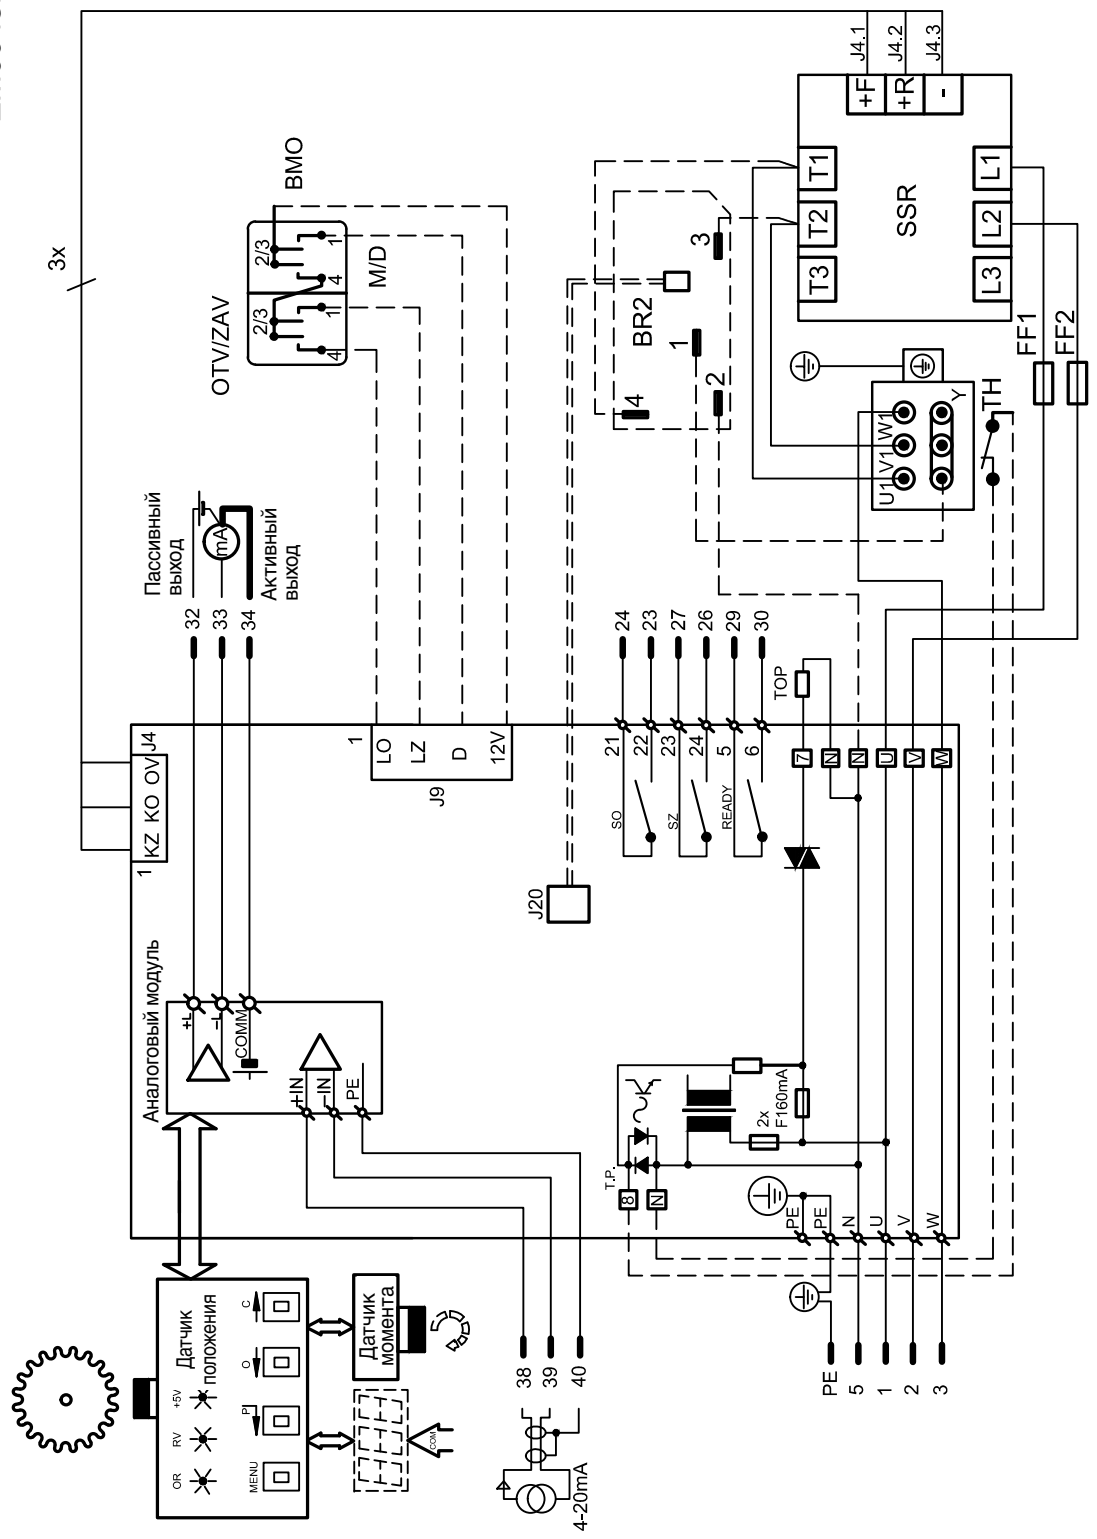 3x
J4.1
J4.2
J4.3
+F
+R
-
T1
T2
T3
SSR
L1
L2
L3
FF1
FF2
BMO
OTV/ZAV
M/D
2/3
1
4
2/3
1
4
BR2
3
1
2
4
U1
V1
W1
Y
TH
Пассивный
выход
mA
Активный
выход
32
33
34
24
23
27
26
29
30
TOP
J4
KZ KO OV
1
1
LO
LZ
D
12V
J9
21
22
23
24
5
6
SO
SZ
READY
7
N
N
U
V
W
J20
Аналоговый модуль
+L
–L
COMM
+IN
–IN
PE
2x
F160mA
T.P.
8
N
PE
PE
N
U
V
W
Датчик
положения
C
O
P
MENU
+5V
RV
OR
Датчик
момента
COM
38
39
40
4-20mA
PE
5
1
2
3